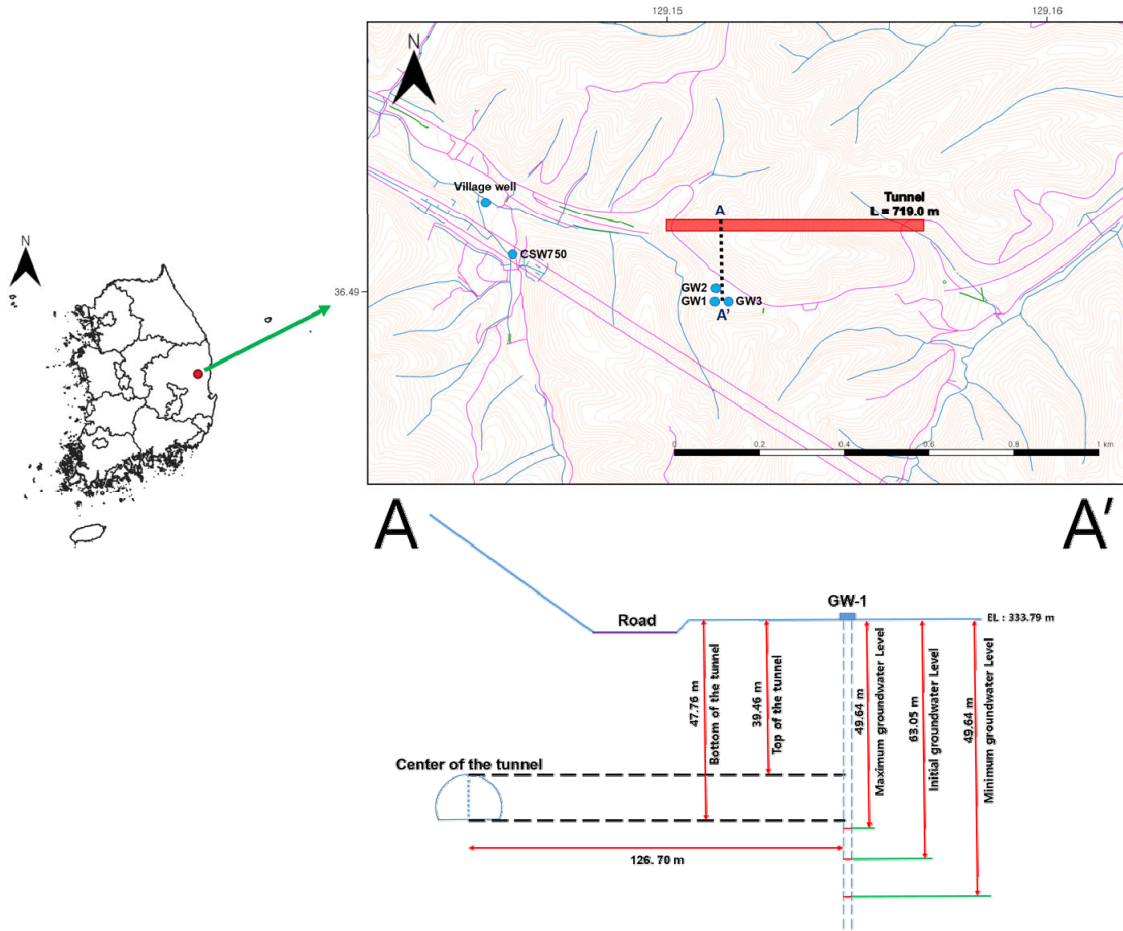 129.15
129.16
N
Village well
A
Tunnel
L = 719.0 m
CSW750
N
36.49
GW2
GW1
GW3
A'
0
0.2
0.4
0.6
0.8
1 km
A
A'
GW-1
Road
EL : 333.79 m
47.76 m
Bottom of the tunnel
39.46 m
Top of the tunnel
49.64 m
Maximum groundwater Level
63.05 m
Initial groundwater Level
49.64 m
Minimum groundwater Level
Center of the tunnel
126. 70 m